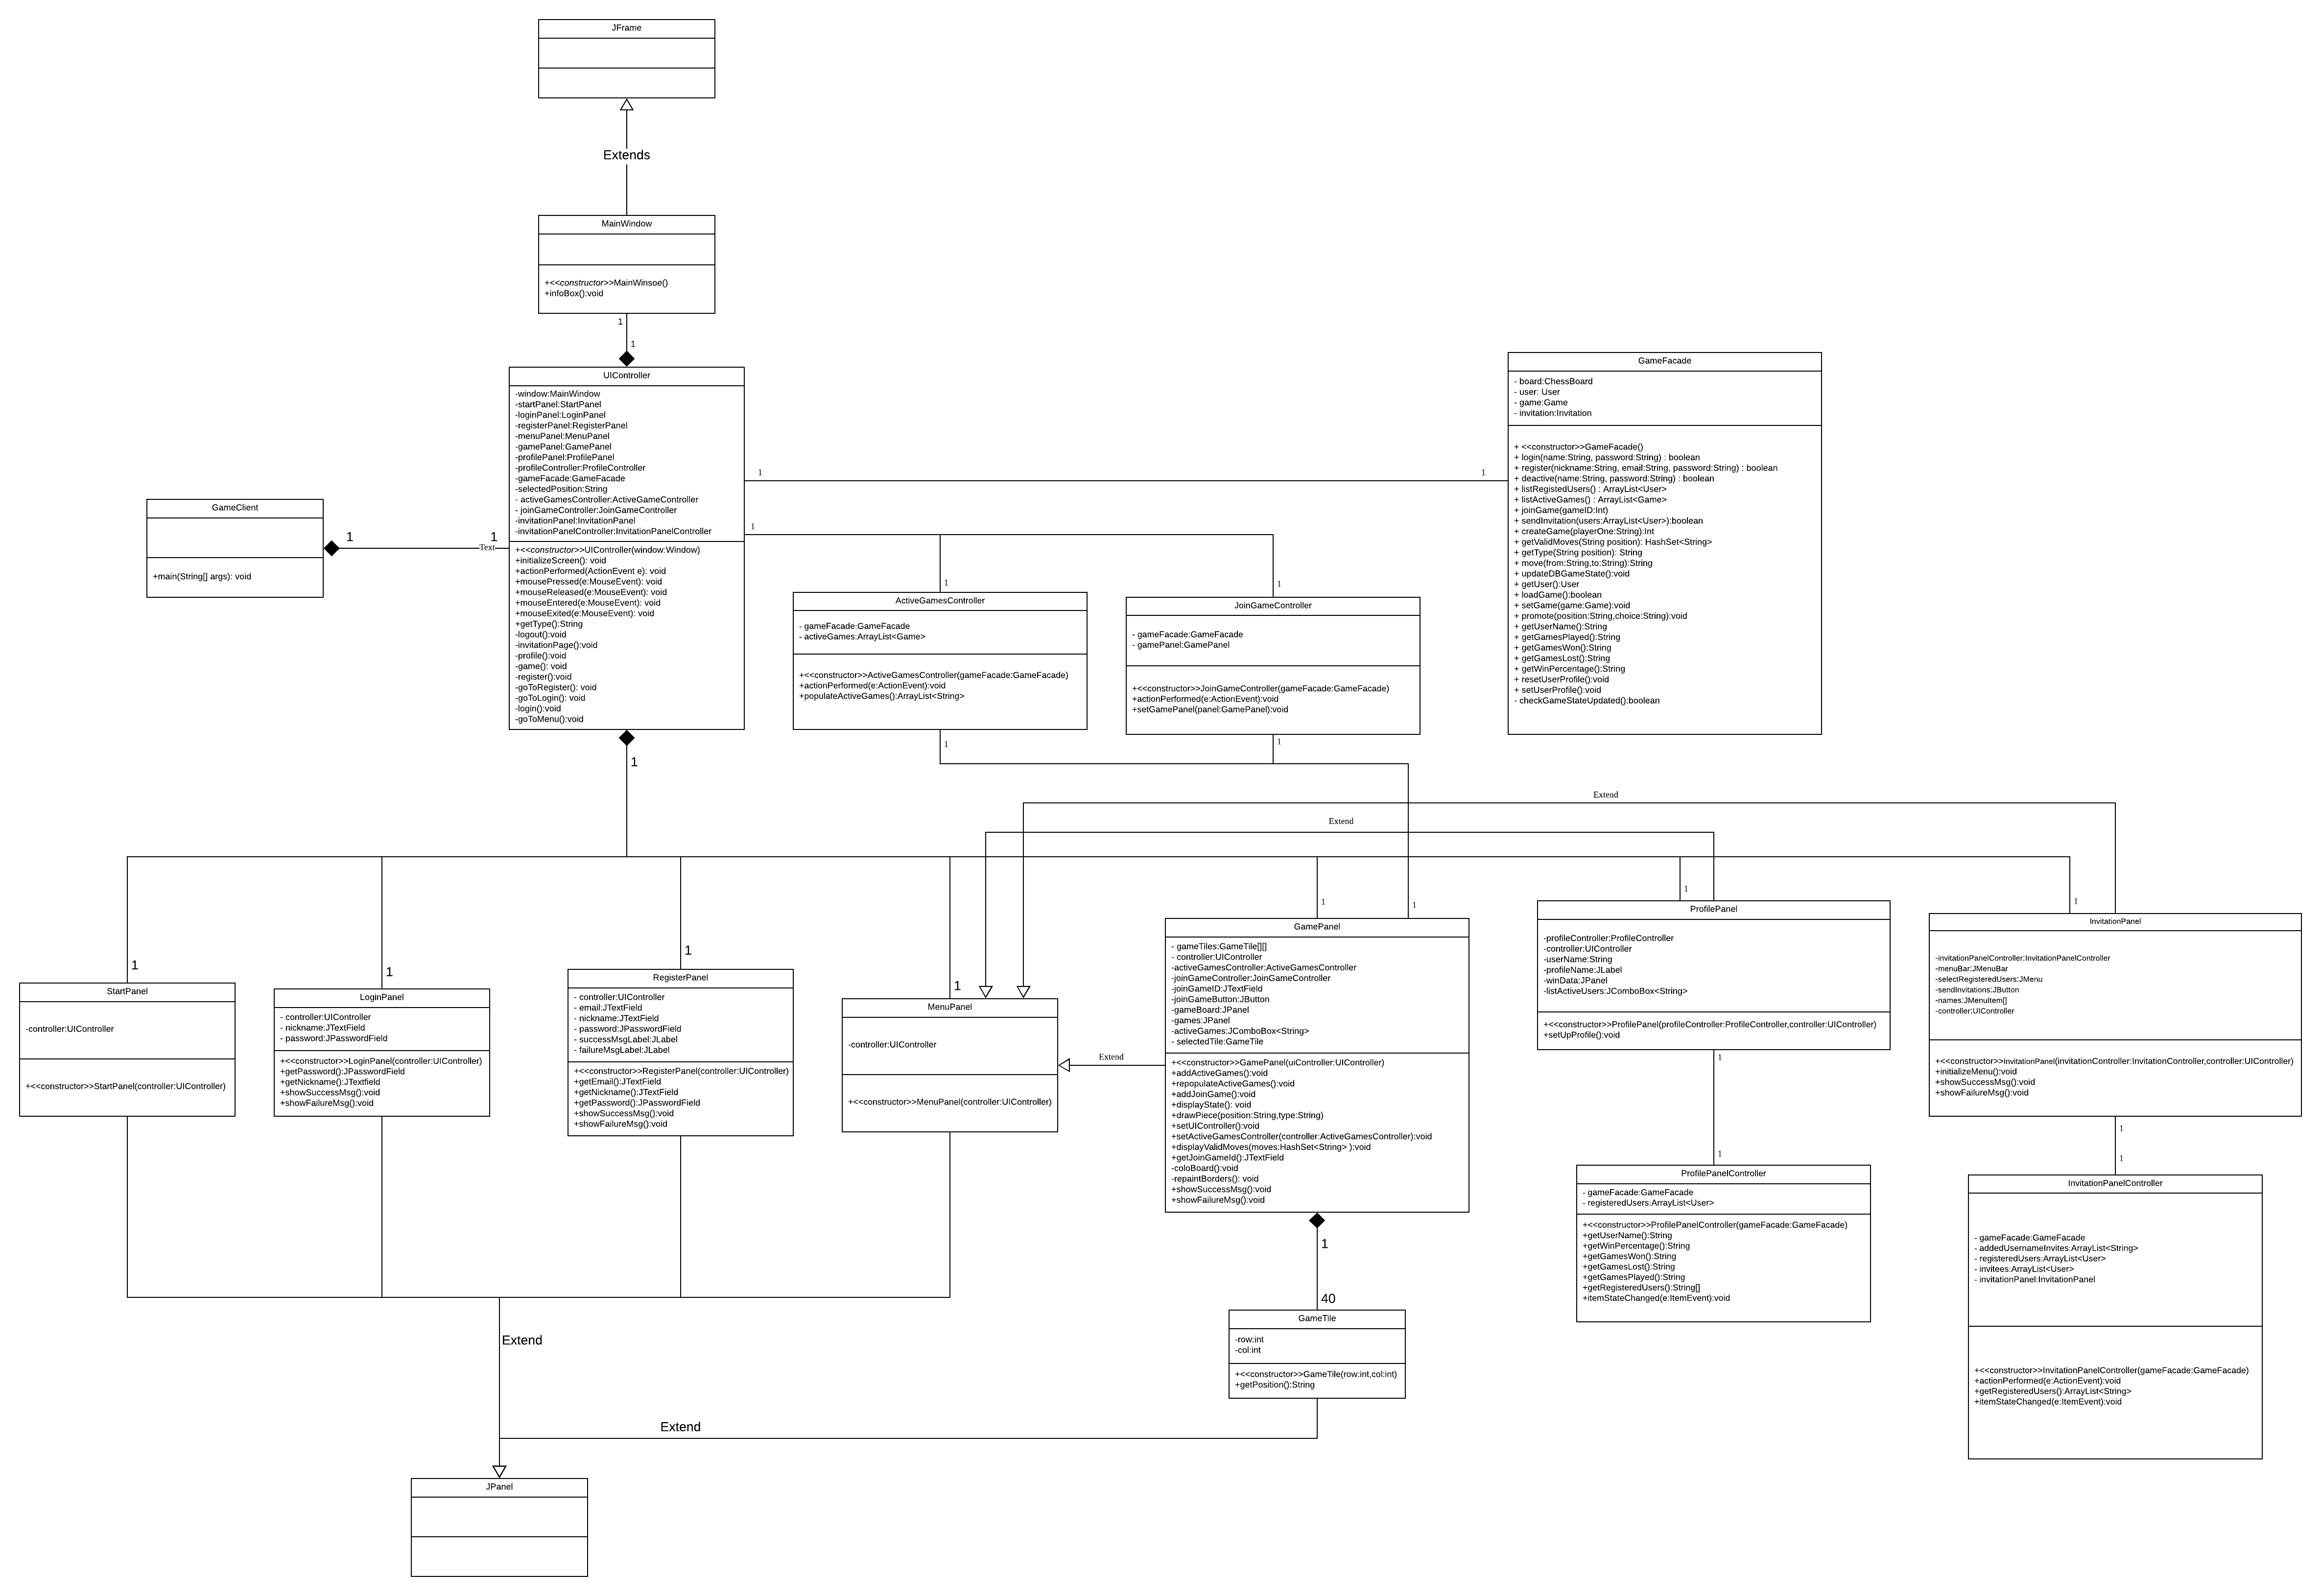 JFrame
Extends
MainWindow
+<<constructor>>MainWinsoe()
+infoBox():void
1
1
UIController
-window:MainWindow
-startPanel:StartPanel
-loginPanel:LoginPanel
-registerPanel:RegisterPanel
-menuPanel:MenuPanel
-gamePanel:GamePanel
-profilePanel:ProfilePanel
-profileController:ProfileController
-gameFacade:GameFacade
-selectedPosition:String
- activeGamesController:ActiveGameController
- joinGameController:JoinGameController
-invitationPanel:InvitationPanel
-invitationPanelController:InvitationPanelController
+<<constructor>>UIController(window:Window)
+initializeScreen(): void
+actionPerformed(ActionEvent e): void
+mousePressed(e:MouseEvent): void
+mouseReleased(e:MouseEvent): void
+mouseEntered(e:MouseEvent): void
+mouseExited(e:MouseEvent): void
+getType():String
-logout():void
-invitationPage():void
-profile():void
-game(): void
-register():void
-goToRegister(): void
-goToLogin(): void
-login():void
-goToMenu():void
GameFacade
- board:ChessBoard
- user: User
- game:Game
- invitation:Invitation
+ <<constructor>>GameFacade()
+ login(name:String, password:String) : boolean
+ register(nickname:String, email:String, password:String) : boolean
+ deactive(name:String, password:String) : boolean
+ listRegistedUsers() : ArrayList<User>
+ listActiveGames() : ArrayList<Game>
+ joinGame(gameID:Int)
+ sendInvitation(users:ArrayList<User>):boolean
+ createGame(playerOne:String):Int
+ getValidMoves(String position): HashSet<String>
+ getType(String position): String
+ move(from:String,to:String):String
+ updateDBGameState():void
+ getUser():User
+ loadGame():boolean
+ setGame(game:Game):void
+ promote(position:String,choice:String):void
+ getUserName():String
+ getGamesPlayed():String
+ getGamesWon():String
+ getGamesLost():String
+ getWinPercentage():String
+ resetUserProfile():void
+ setUserProfile():void
- checkGameStateUpdated():boolean
1
1
GameClient
+main(String[] args): void
1
1
Text
1
1
1
ActiveGamesController
- gameFacade:GameFacade
- activeGames:ArrayList<Game>
+<<constructor>>ActiveGamesController(gameFacade:GameFacade)
+actionPerformed(e:ActionEvent):void
+populateActiveGames():ArrayList<String>
JoinGameController
- gameFacade:GameFacade
- gamePanel:GamePanel
+<<constructor>>JoinGameController(gameFacade:GameFacade)
+actionPerformed(e:ActionEvent):void
+setGamePanel(panel:GamePanel):void
1
1
1
Extend
Extend
1
1
1
1
1
1
1
1
StartPanel
-controller:UIController
+<<constructor>>StartPanel(controller:UIController)
LoginPanel
- controller:UIController
- nickname:JTextField
- password:JPasswordField
+<<constructor>>LoginPanel(controller:UIController)
+getPassword():JPasswordField
+getNickname():JTextfield
+showSuccessMsg():void
+showFailureMsg():void
RegisterPanel
- controller:UIController
- email:JTextField
- nickname:JTextField
- password:JPasswordField
- successMsgLabel:JLabel
- failureMsgLabel:JLabel
+<<constructor>>RegisterPanel(controller:UIController)
+getEmail():JTextField
+getNickname():JTextField
+getPassword():JPasswordField
+showSuccessMsg():void
+showFailureMsg():void
MenuPanel
-controller:UIController
+<<constructor>>MenuPanel(controller:UIController)
Extend
GamePanel
- gameTiles:GameTile[][]
- controller:UIController
-activeGamesController:ActiveGamesController
-joinGameController:JoinGameController
-joinGameID:JTextField
-joinGameButton:JButton
-gameBoard:JPanel
-games:JPanel
-activeGames:JComboBox<String>
- selectedTile:GameTile
+<<constructor>>GamePanel(uiController:UIController)
+addActiveGames():void
+repopulateActiveGames():void
+addJoinGame():void
+displayState(): void
+drawPiece(position:String,type:String)
+setUIController():void
+setActiveGamesController(controller:ActiveGamesController):void
+displayValidMoves(moves:HashSet<String> ):void
+getJoinGameId():JTextField
-coloBoard():void
-repaintBorders(): void
+showSuccessMsg():void
+showFailureMsg():void
ProfilePanel
-profileController:ProfileController
-controller:UIController
-userName:String
-profileName:JLabel
-winData:JPanel
-listActiveUsers:JComboBox<String>
+<<constructor>>ProfilePanel(profileController:ProfileController,controller:UIController)
+setUpProfile():void
InvitationPanel
-invitationPanelController:InvitationPanelController
-menuBar:JMenuBar
-selectRegisteredUsers:JMenu
-sendInvitations:JButton
-names:JMenuItem[]
-controller:UIController
+<<constructor>>InvitationPanel(invitationController:InvitationController,controller:UIController)
+initializeMenu():void
+showSuccessMsg():void
+showFailureMsg():void
1
1
ProfilePanelController
- gameFacade:GameFacade
- registeredUsers:ArrayList<User>
+<<constructor>>ProfilePanelController(gameFacade:GameFacade)
+getUserName():String
+getWinPercentage():String
+getGamesWon():String
+getGamesLost():String
+getGamesPlayed():String
+getRegisteredUsers():String[]
+itemStateChanged(e:ItemEvent):void
1
1
InvitationPanelController
- gameFacade:GameFacade
- addedUsernameInvites:ArrayList<String>
- registeredUsers:ArrayList<User>
- invitees:ArrayList<User>
- invitationPanel:InvitationPanel
+<<constructor>>InvitationPanelController(gameFacade:GameFacade)
+actionPerformed(e:ActionEvent):void
+getRegisteredUsers():ArrayList<String>
+itemStateChanged(e:ItemEvent):void
1
40
GameTile
-row:int
-col:int
+<<constructor>>GameTile(row:int,col:int)
+getPosition():String
Extend
Extend
JPanel